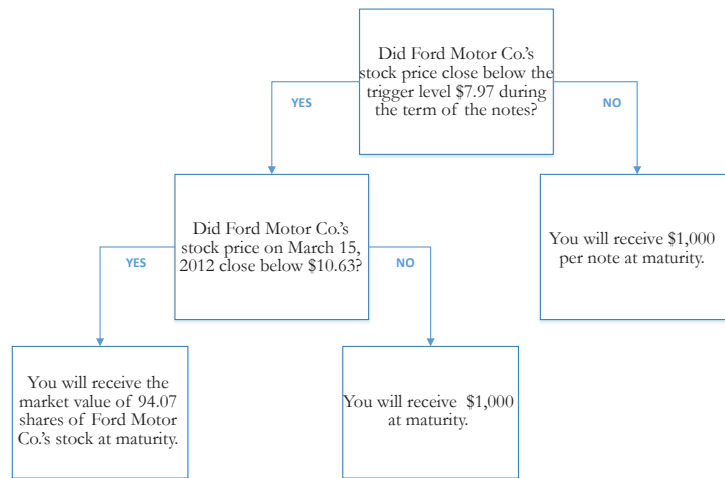 Did Ford Motor Co.'s
stock price close below the
trigger level $7.97 during
the term of the notes?
YES
NO
Did Ford Motor Co.'s
stock price on March 15,
2012 close below $10.63?
You will receive $1,000
per note at maturity.
YES
NO
You will receive the
market value of 94.07
shares of Ford Motor
Co.'s stock at maturity.
You will receive $1,000
at maturity.